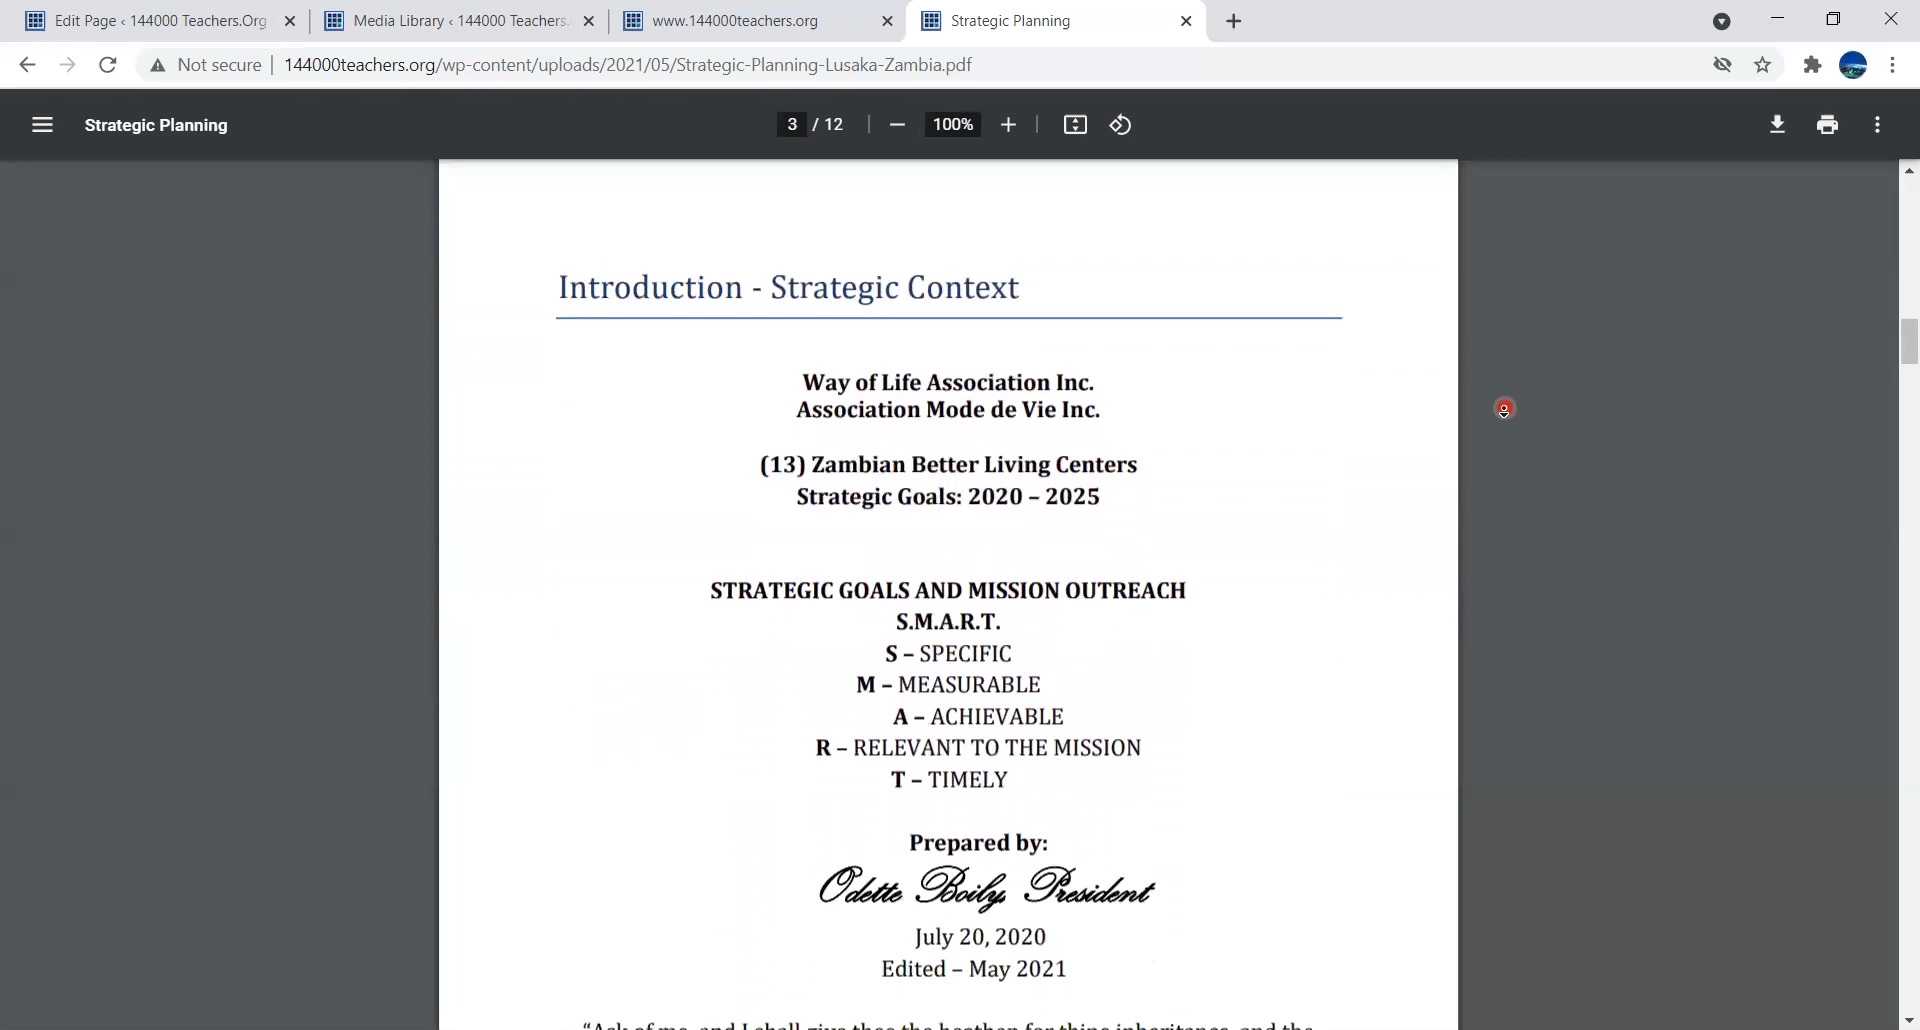 Edit Page ‹ 144000 Teachers.Org
Media Library ‹ 144000 Teachers.
www.144000teachers.org
Strategic Planning
Not secure
144000teachers.org/wp-content/uploads/2021/05/Strategic-Planning-Lusaka-Zambia.pdf
Strategic Planning
3 / 12
100%
Introduction - Strategic Context
Way of Life Association Inc.
Association Mode de Vie Inc.
(13) Zambian Better Living Centers
Strategic Goals: 2020 – 2025
STRATEGIC GOALS AND MISSION OUTREACH
S.M.A.R.T.
S – SPECIFIC
M – MEASURABLE
A – ACHIEVABLE
R – RELEVANT TO THE MISSION
T – TIMELY
Prepared by:
Odette Boily, President
July 20, 2020
Edited – May 2021
“Ask of me, and I shall give thee the heathen for thine inheritance, and the